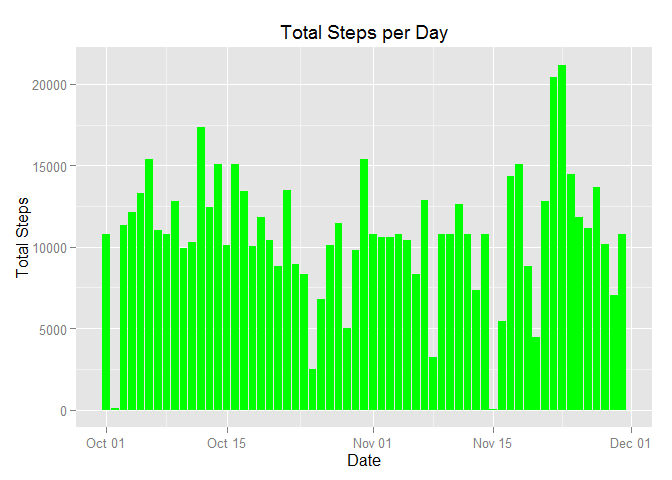 Total Steps per Day
Total Steps
20000
15000
10000
5000
0
Oct 01 Oct 15 Nov 01 Nov 15 Dec 01
Date